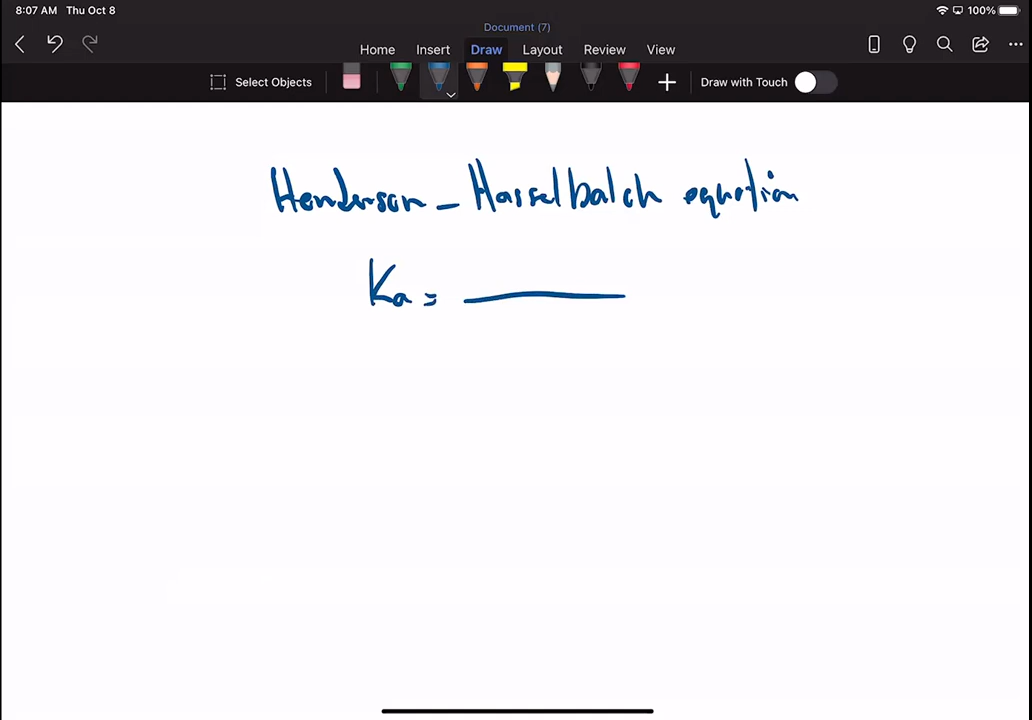 8:07 AM Thu Oct 8 100%
Document (7)
Home Insert Draw Layout Review View
Select Objects Draw with Touch
Henderson - Hasselbalch equation
Ka =